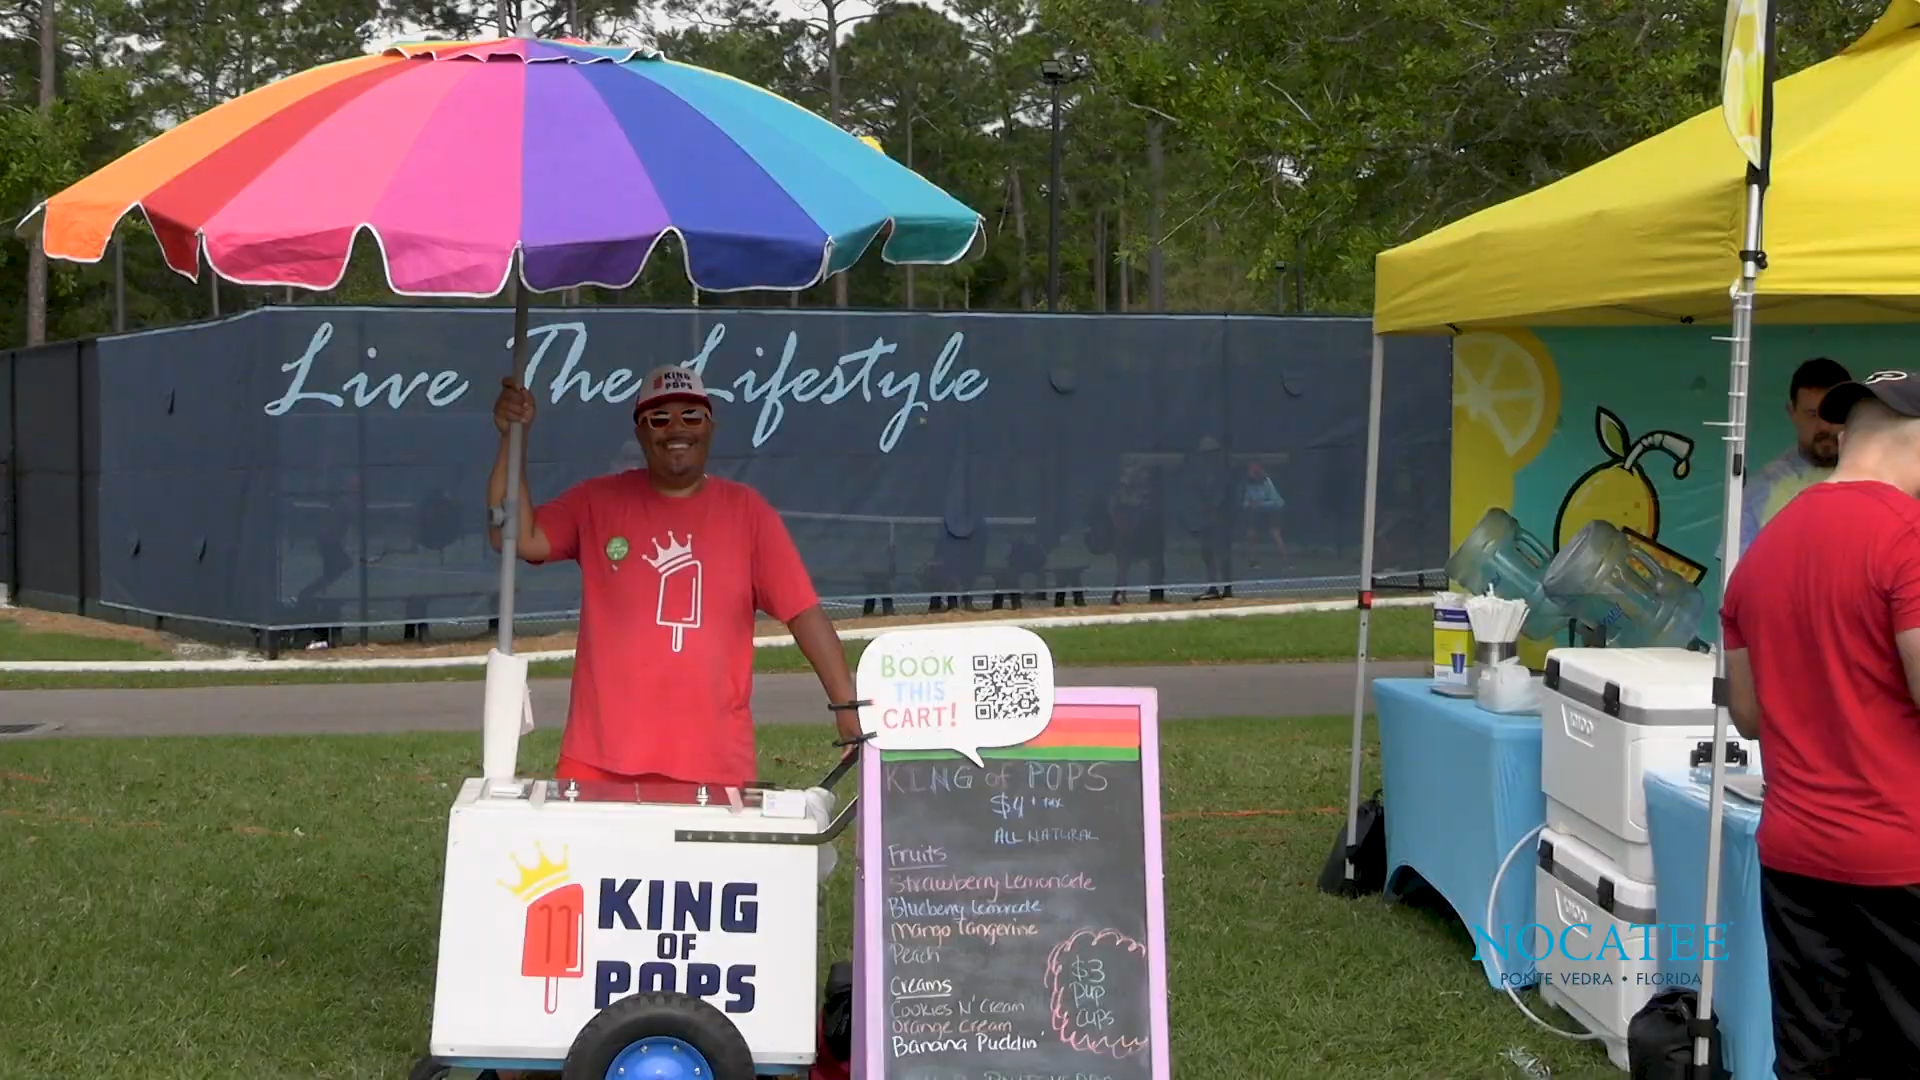 Live The Lifestyle
KING
OF
POPS
BOOK
THIS
CART!
KING of POPS
$4 + tax
ALL NATURAL
Fruits
Strawberry Lemonade
Blueberry Lemonade
Mango Tangerine
Peach
Creams
Cookies N' Cream
Orange Cream
Banana Puddin'
$3
pup
cups
KING
OF
POPS
IGLOO
IGLOO
NOCATEE
PONTE VEDRA • FLORIDA